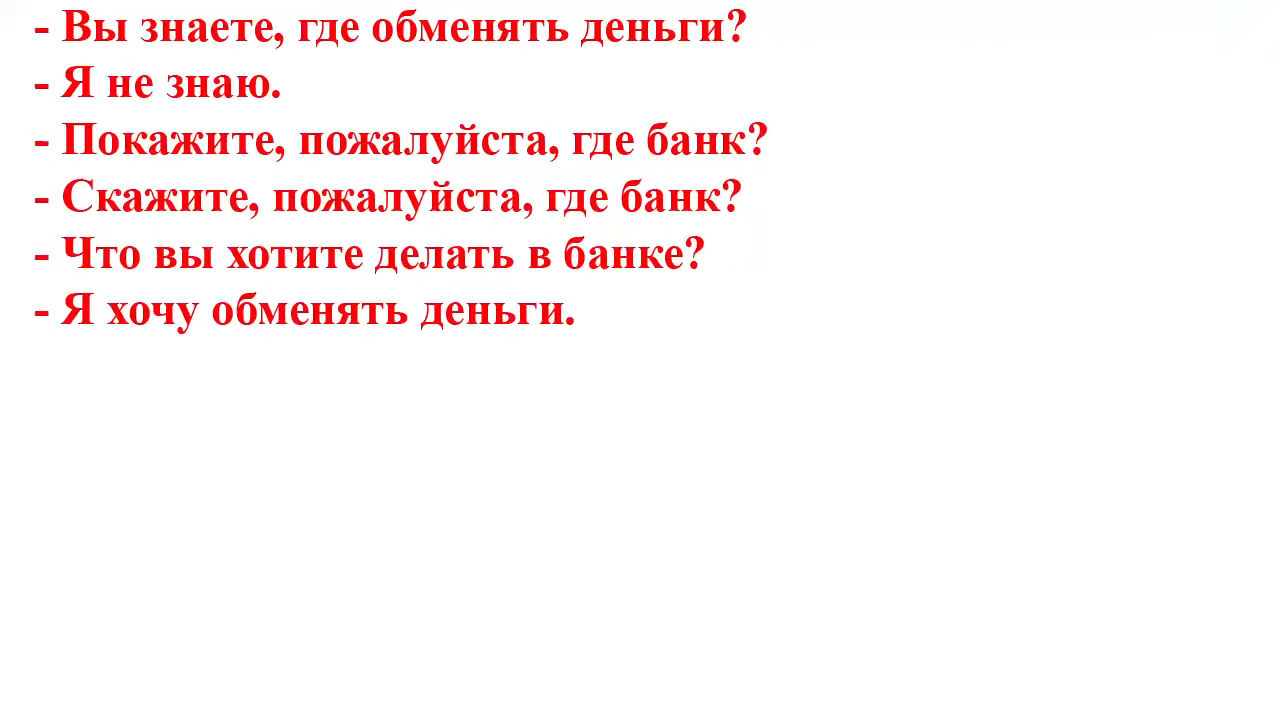 - Вы знаете, где обменять деньги?
- Я не знаю.
- Покажите, пожалуйста, где банк?
- Скажите, пожалуйста, где банк?
- Что вы хотите делать в банке?
- Я хочу обменять деньги.